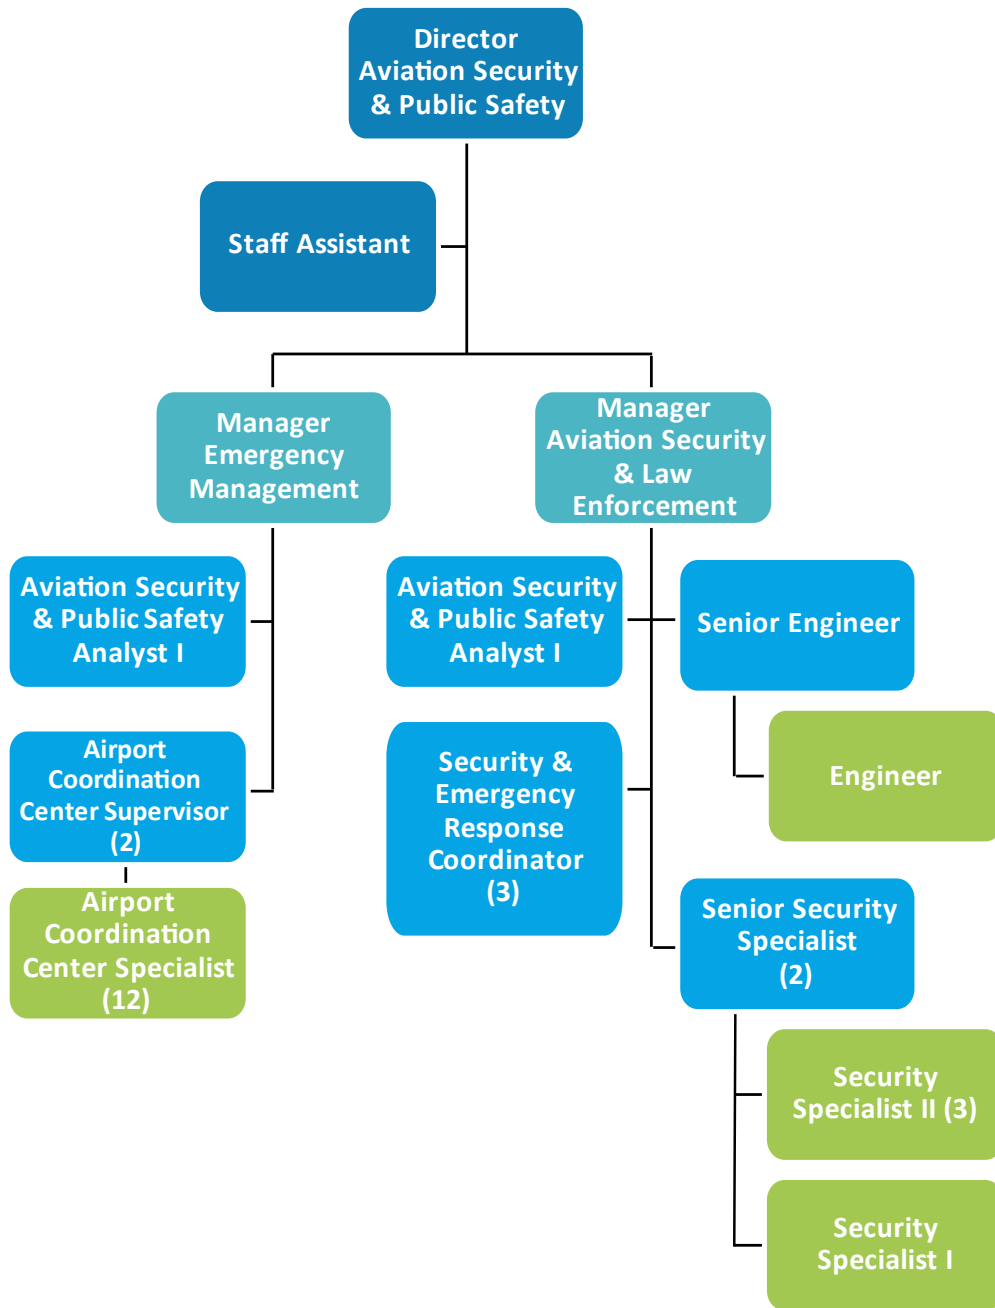 Director
Aviation Security
& Public Safety
Staff Assistant
Manager
Emergency
Management
Manager
Aviation Security
& Law
Enforcement
Aviation Security
& Public Safety
Analyst I
Aviation Security
& Public Safety
Analyst I
Senior Engineer
Airport
Coordination
Center Supervisor
(2)
Security &
Emergency
Response
Coordinator
(3)
Engineer
Airport
Coordination
Center Specialist
(12)
Senior Security
Specialist
(2)
Security
Specialist II (3)
Security
Specialist I